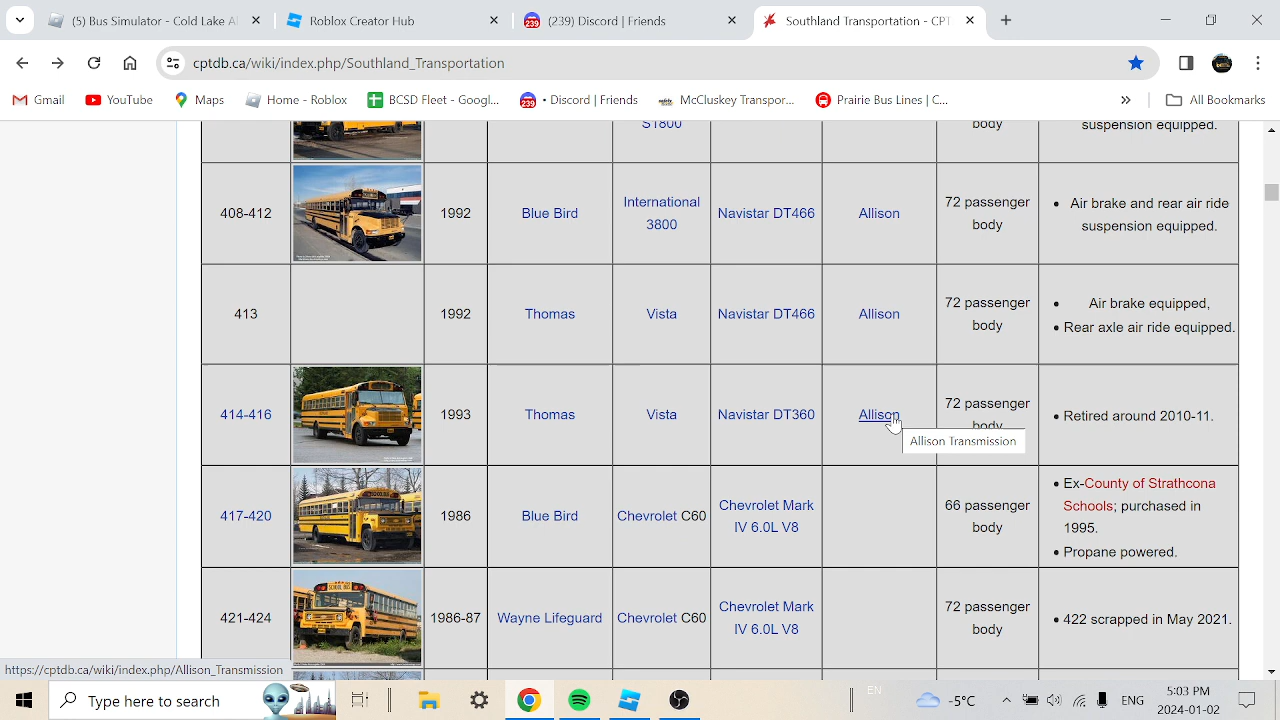 (5) Bus Simulator - Cold Lake Al
Roblox Creator Hub
(239) Discord | Friends
Southland Transportation - CPT
cptdb.ca/wiki/index.php/Southland_Transportation
Gmail
YouTube
Maps
Home - Roblox
BCSD Fleet - Googl...
239
• Discord | Friends
McCluskey Transpor...
Prairie Bus Lines | C...
All Bookmarks
S1800
body
suspension equipped.
408-412
1992
Blue Bird
International
3800
Navistar DT466
Allison
72 passenger
body
• Air brake and rear air ride
suspension equipped.
413
1992
Thomas
Vista
Navistar DT466
Allison
72 passenger
body
• Air brake equipped,
• Rear axle air ride equipped.
414-416
1993
Thomas
Vista
Navistar DT360
Allison
72 passenger
body
• Retired around 2010-11.
Allison Transmission
417-420
1986
Blue Bird
Chevrolet C60
Chevrolet Mark
IV 6.0L V8
66 passenger
body
• Ex-County of Strathcona
Schools; purchased in
1995.
• Propane powered.
421-424
SCHOOL BUS
1986-87
Wayne Lifeguard
Chevrolet C60
Chevrolet Mark
IV 6.0L V8
72 passenger
body
• 422 scrapped in May 2021.
https://cptdb.ca/wiki/index.php/Allison_Transmission
Type here to search
EN
-5°C
ENG
5:03 PM
2024-01-02